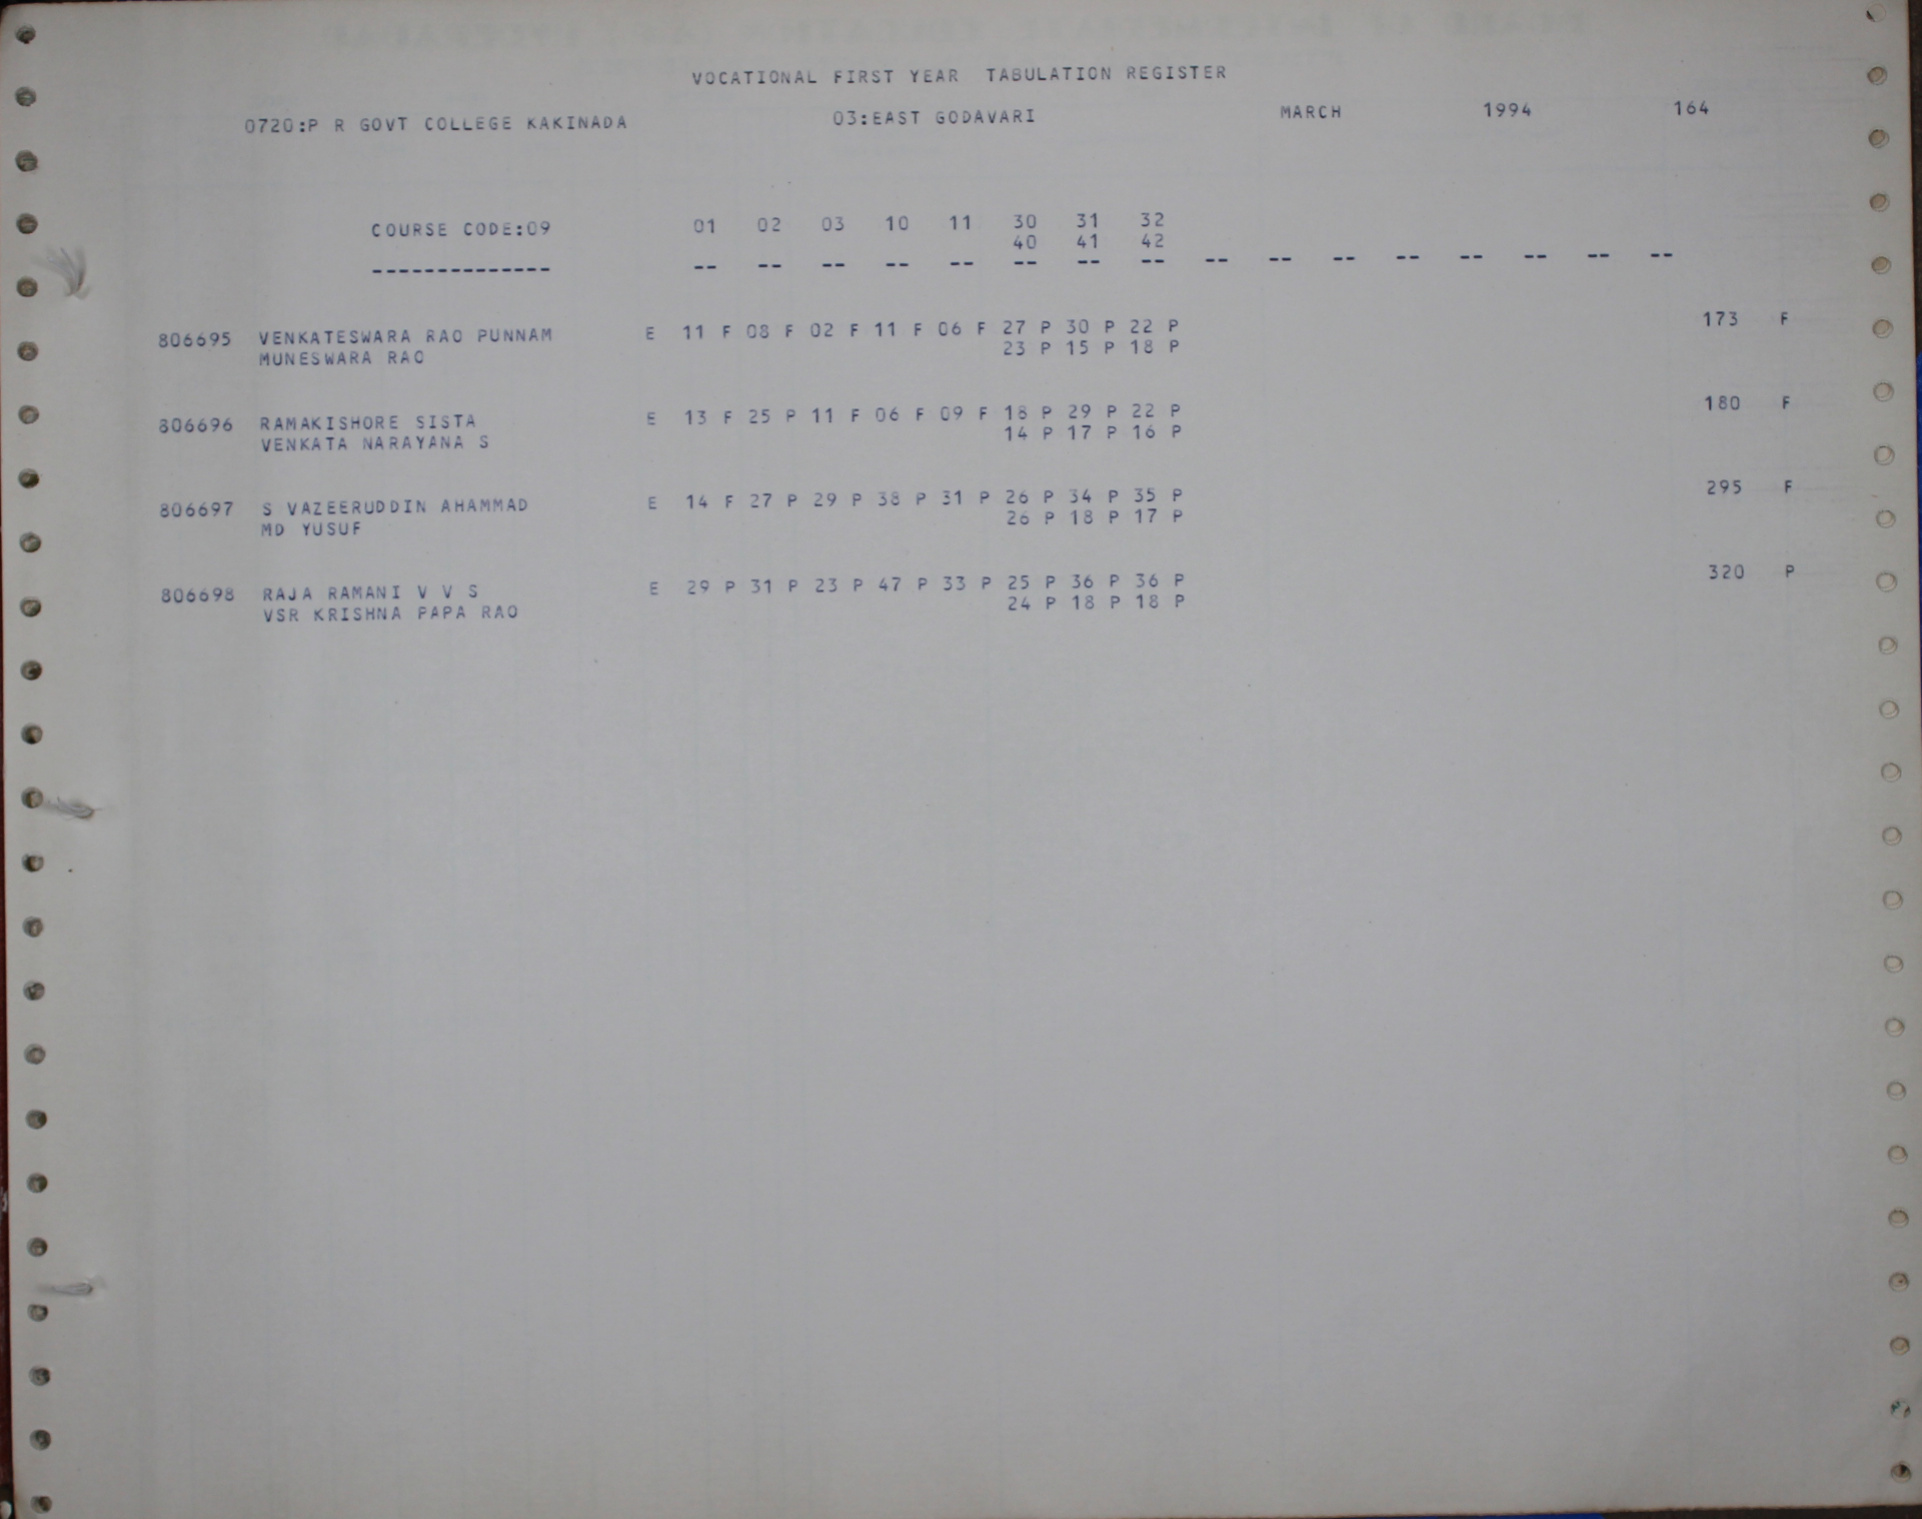 VOCATIONAL FIRST YEAR TABULATION REGISTER
0720:P R GOVT COLLEGE KAKINADA 03:EAST GODAVARI MARCH 1994 164
COURSE CODE:09 01 02 03 10 11 30 31 32
40 41 42
-------------- -- -- -- -- -- -- -- -- -- -- -- -- -- -- -- --
806695 VENKATESWARA RAO PUNNAM E 11 F 08 F 02 F 11 F 06 F 27 P 30 P 22 P 173 F
MUNESWARA RAO 23 P 15 P 18 P
806696 RAMAKISHORE SISTA E 13 F 25 P 11 F 06 F 09 F 18 P 29 P 22 P 180 F
VENKATA NARAYANA S 14 P 17 P 16 P
806697 S VAZEERUDDIN AHAMMAD E 14 F 27 P 29 P 38 P 31 P 26 P 34 P 35 P 295 F
MD YUSUF 26 P 18 P 17 P
806698 RAJA RAMANI V V S E 29 P 31 P 23 P 47 P 33 P 25 P 36 P 36 P 320 P
VSR KRISHNA PAPA RAO 24 P 18 P 18 P